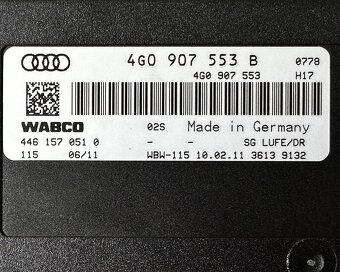 4G0 907 553 B 0778
4G0 907 553 H17
WABCO 02S Made in Germany
446 157 051 0 - - SG LUFE/DR
115 06/11 WBW-115 10.02.11 3613 9132